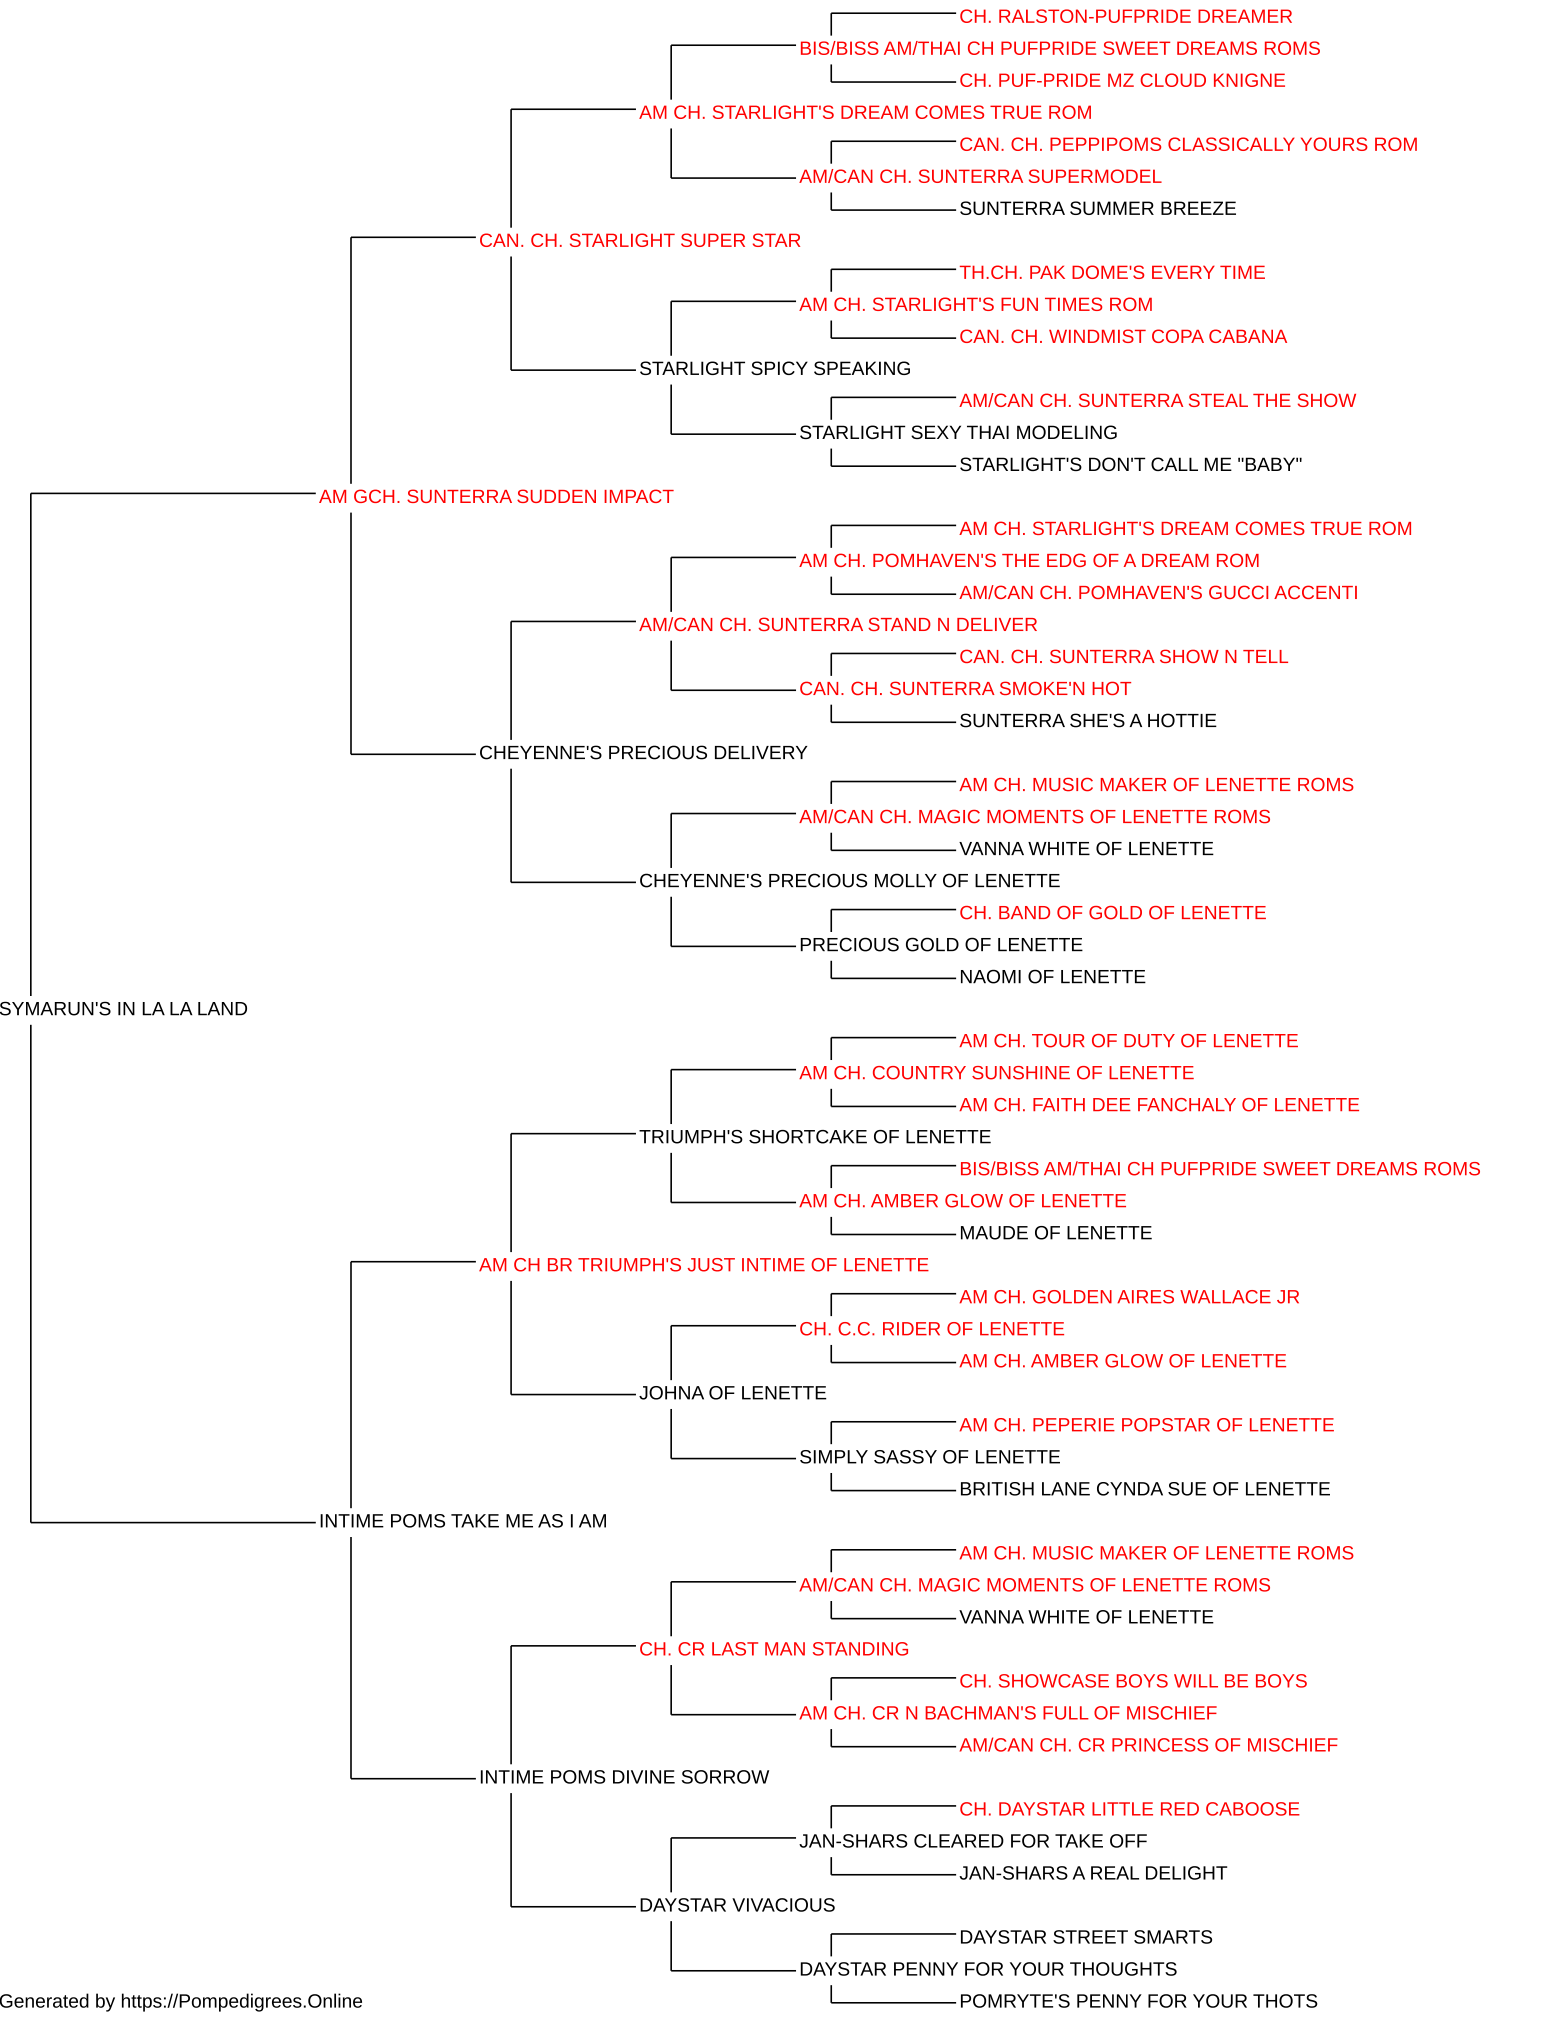 CH. RALSTON-PUFPRIDE DREAMER
BIS/BISS AM/THAI CH PUFPRIDE SWEET DREAMS ROMS
CH. PUF-PRIDE MZ CLOUD KNIGNE
AM CH. STARLIGHT'S DREAM COMES TRUE ROM
CAN. CH. PEPPIPOMS CLASSICALLY YOURS ROM
AM/CAN CH. SUNTERRA SUPERMODEL
SUNTERRA SUMMER BREEZE
CAN. CH. STARLIGHT SUPER STAR
TH.CH. PAK DOME'S EVERY TIME
AM CH. STARLIGHT'S FUN TIMES ROM
CAN. CH. WINDMIST COPA CABANA
STARLIGHT SPICY SPEAKING
AM/CAN CH. SUNTERRA STEAL THE SHOW
STARLIGHT SEXY THAI MODELING
STARLIGHT'S DON'T CALL ME "BABY"
AM GCH. SUNTERRA SUDDEN IMPACT
AM CH. STARLIGHT'S DREAM COMES TRUE ROM
AM CH. POMHAVEN'S THE EDG OF A DREAM ROM
AM/CAN CH. POMHAVEN'S GUCCI ACCENTI
AM/CAN CH. SUNTERRA STAND N DELIVER
CAN. CH. SUNTERRA SHOW N TELL
CAN. CH. SUNTERRA SMOKE'N HOT
SUNTERRA SHE'S A HOTTIE
CHEYENNE'S PRECIOUS DELIVERY
AM CH. MUSIC MAKER OF LENETTE ROMS
AM/CAN CH. MAGIC MOMENTS OF LENETTE ROMS
VANNA WHITE OF LENETTE
CHEYENNE'S PRECIOUS MOLLY OF LENETTE
CH. BAND OF GOLD OF LENETTE
PRECIOUS GOLD OF LENETTE
NAOMI OF LENETTE
SYMARUN'S IN LA LA LAND
AM CH. TOUR OF DUTY OF LENETTE
AM CH. COUNTRY SUNSHINE OF LENETTE
AM CH. FAITH DEE FANCHALY OF LENETTE
TRIUMPH'S SHORTCAKE OF LENETTE
BIS/BISS AM/THAI CH PUFPRIDE SWEET DREAMS ROMS
AM CH. AMBER GLOW OF LENETTE
MAUDE OF LENETTE
AM CH BR TRIUMPH'S JUST INTIME OF LENETTE
AM CH. GOLDEN AIRES WALLACE JR
CH. C.C. RIDER OF LENETTE
AM CH. AMBER GLOW OF LENETTE
JOHNA OF LENETTE
AM CH. PEPERIE POPSTAR OF LENETTE
SIMPLY SASSY OF LENETTE
BRITISH LANE CYNDA SUE OF LENETTE
INTIME POMS TAKE ME AS I AM
AM CH. MUSIC MAKER OF LENETTE ROMS
AM/CAN CH. MAGIC MOMENTS OF LENETTE ROMS
VANNA WHITE OF LENETTE
CH. CR LAST MAN STANDING
CH. SHOWCASE BOYS WILL BE BOYS
AM CH. CR N BACHMAN'S FULL OF MISCHIEF
AM/CAN CH. CR PRINCESS OF MISCHIEF
INTIME POMS DIVINE SORROW
CH. DAYSTAR LITTLE RED CABOOSE
JAN-SHARS CLEARED FOR TAKE OFF
JAN-SHARS A REAL DELIGHT
DAYSTAR VIVACIOUS
DAYSTAR STREET SMARTS
DAYSTAR PENNY FOR YOUR THOUGHTS
POMRYTE'S PENNY FOR YOUR THOTS
Generated by https://Pompedigrees.Online